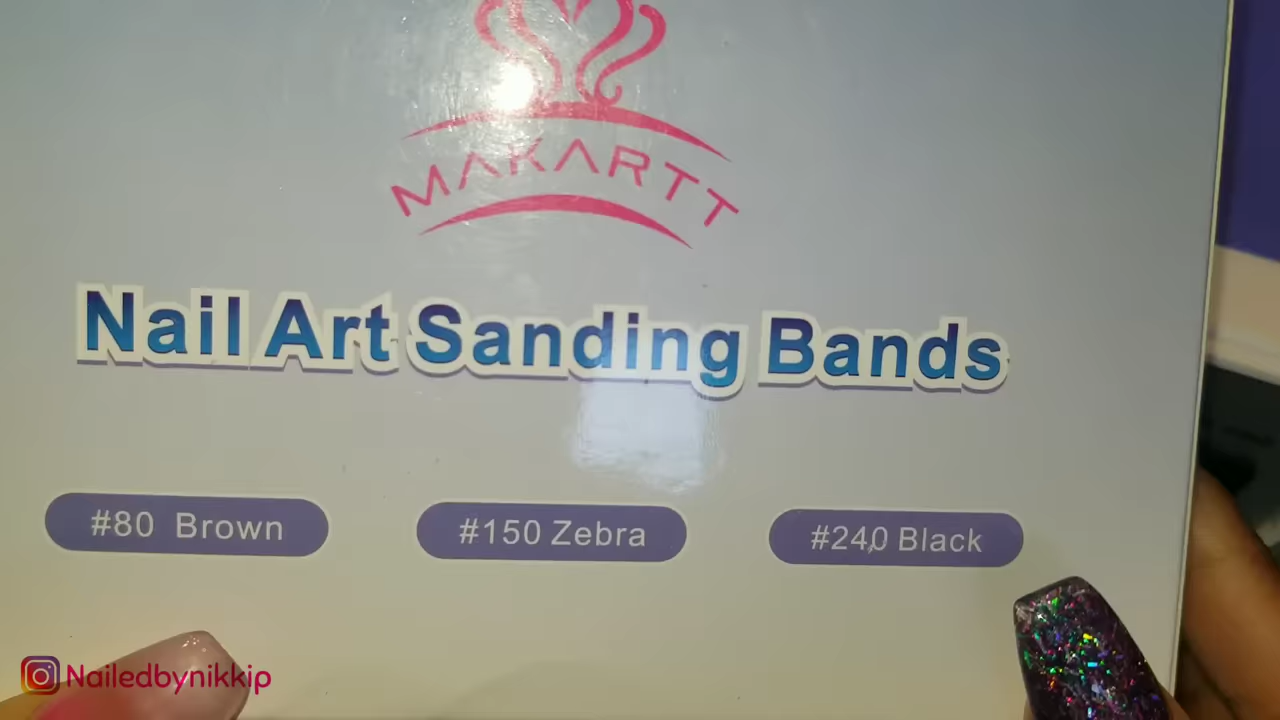 MAKARTT
Nail Art Sanding Bands
#80 Brown
#150 Zebra
#240 Black
Nailedbynikkip